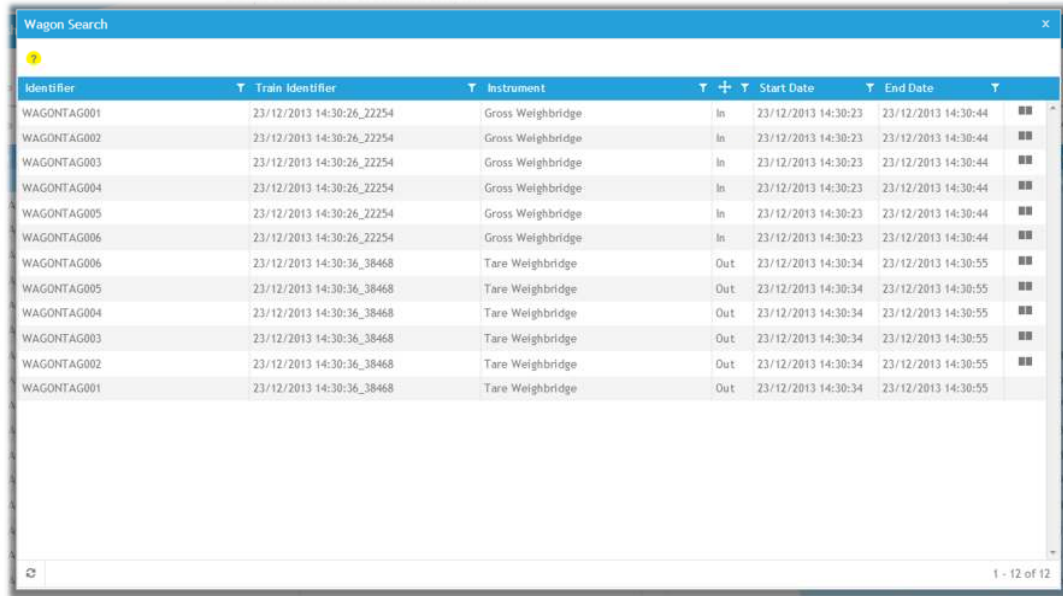 Wagon Search x
?
Identifier Train Identifier Instrument Start Date End Date
WAGONTAG001 23/12/2013 14:30:26_22254 Gross Weighbridge In 23/12/2013 14:30:23 23/12/2013 14:30:44
WAGONTAG002 23/12/2013 14:30:26_22254 Gross Weighbridge In 23/12/2013 14:30:23 23/12/2013 14:30:44
WAGONTAG003 23/12/2013 14:30:26_22254 Gross Weighbridge In 23/12/2013 14:30:23 23/12/2013 14:30:44
WAGONTAG004 23/12/2013 14:30:26_22254 Gross Weighbridge In 23/12/2013 14:30:23 23/12/2013 14:30:44
WAGONTAG005 23/12/2013 14:30:26_22254 Gross Weighbridge In 23/12/2013 14:30:23 23/12/2013 14:30:44
WAGONTAG006 23/12/2013 14:30:26_22254 Gross Weighbridge In 23/12/2013 14:30:23 23/12/2013 14:30:44
WAGONTAG006 23/12/2013 14:30:36_38468 Tare Weighbridge Out 23/12/2013 14:30:34 23/12/2013 14:30:55
WAGONTAG005 23/12/2013 14:30:36_38468 Tare Weighbridge Out 23/12/2013 14:30:34 23/12/2013 14:30:55
WAGONTAG004 23/12/2013 14:30:36_38468 Tare Weighbridge Out 23/12/2013 14:30:34 23/12/2013 14:30:55
WAGONTAG003 23/12/2013 14:30:36_38468 Tare Weighbridge Out 23/12/2013 14:30:34 23/12/2013 14:30:55
WAGONTAG002 23/12/2013 14:30:36_38468 Tare Weighbridge Out 23/12/2013 14:30:34 23/12/2013 14:30:55
WAGONTAG001 23/12/2013 14:30:36_38468 Tare Weighbridge Out 23/12/2013 14:30:34 23/12/2013 14:30:55
1 - 12 of 12